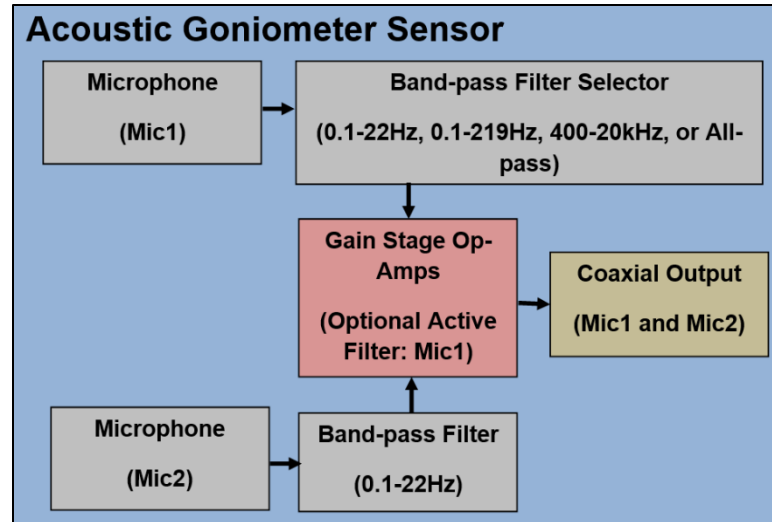 Acoustic Goniometer Sensor
Microphone
(Mic1)
Band-pass Filter Selector
(0.1-22Hz, 0.1-219Hz, 400-20kHz, or All-
pass)
Gain Stage Op-
Amps
(Optional Active
Filter: Mic1)
Coaxial Output
(Mic1 and Mic2)
Microphone
(Mic2)
Band-pass Filter
(0.1-22Hz)